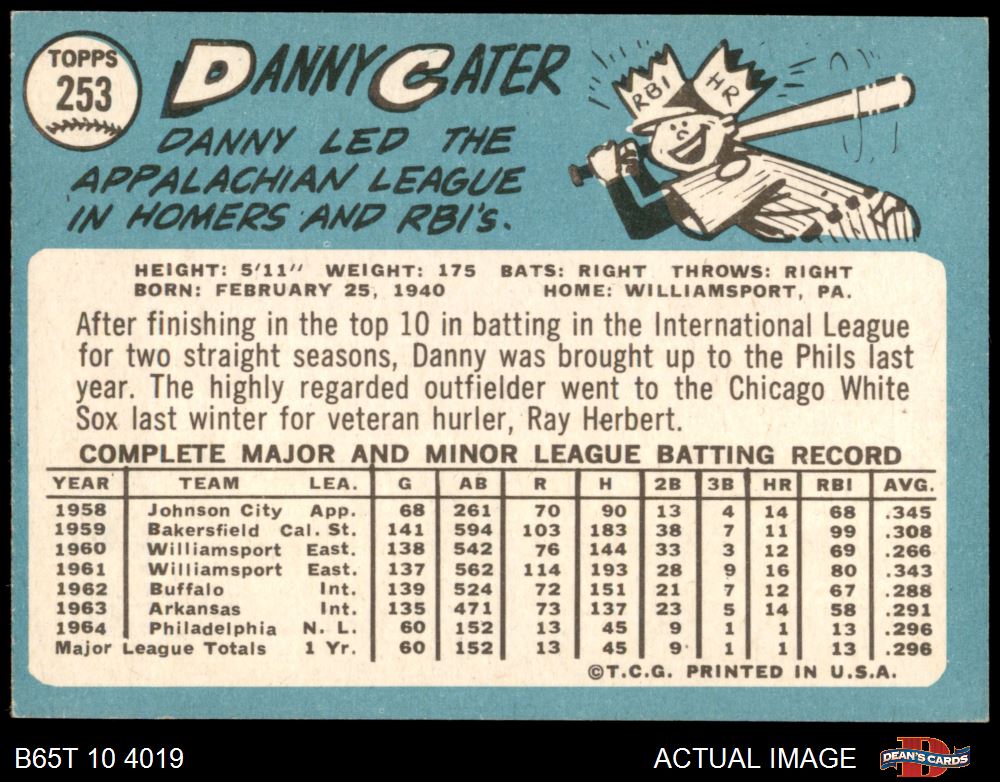 TOPPS
253
DANNY CATER
DANNY LED THE
APPALACHIAN LEAGUE
IN HOMERS AND RBI's.
RBI
HR
HEIGHT: 5'11" WEIGHT: 175 BATS: RIGHT THROWS: RIGHT
BORN: FEBRUARY 25, 1940 HOME: WILLIAMSPORT, PA.
After finishing in the top 10 in batting in the International League
for two straight seasons, Danny was brought up to the Phils last
year. The highly regarded outfielder went to the Chicago White
Sox last winter for veteran hurler, Ray Herbert.
COMPLETE MAJOR AND MINOR LEAGUE BATTING RECORD
YEAR TEAM LEA. G AB R H 2B 3B HR RBI AVG.
1958 Johnson City App. 68 261 70 90 13 4 14 68 .345
1959 Bakersfield Cal. St. 141 594 103 183 38 7 11 99 .308
1960 Williamsport East. 138 542 76 144 33 3 12 69 .266
1961 Williamsport East. 137 562 114 193 28 9 16 80 .343
1962 Buffalo Int. 139 524 72 151 21 7 12 67 .288
1963 Arkansas Int. 135 471 73 137 23 5 14 58 .291
1964 Philadelphia N. L. 60 152 13 45 9 1 1 13 .296
Major League Totals 1 Yr. 60 152 13 45 9 1 1 13 .296
©T.C.G. PRINTED IN U.S.A.
B65T 10 4019
ACTUAL IMAGE
DEAN'S CARDS